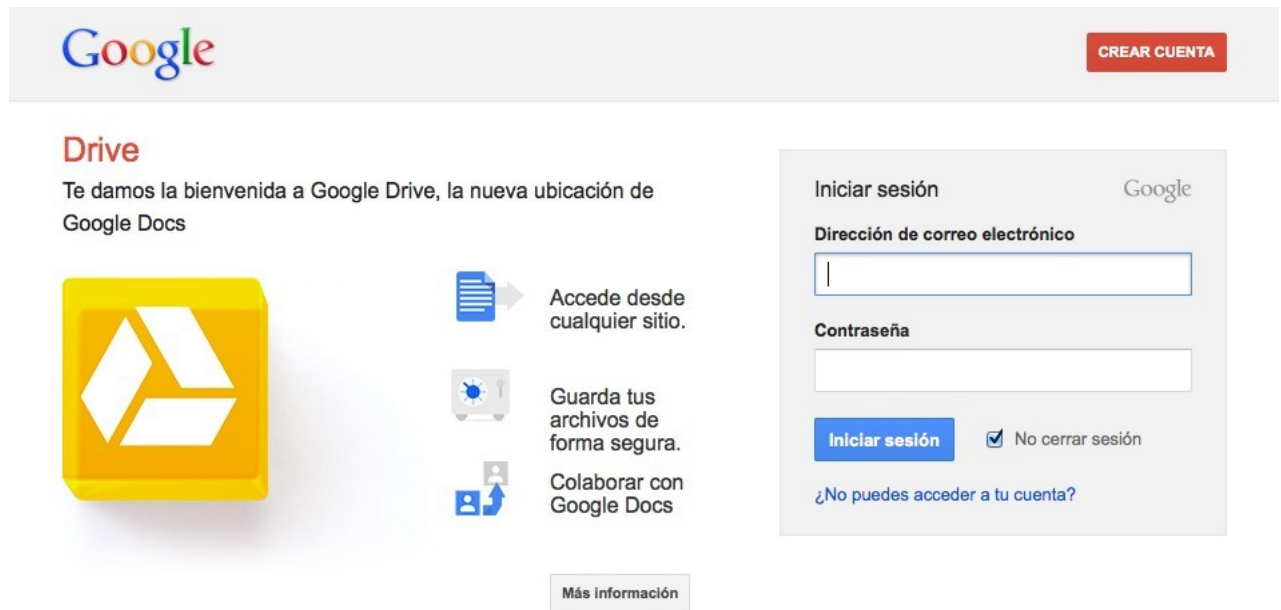 Google
CREAR CUENTA
Drive
Te damos la bienvenida a Google Drive, la nueva ubicación de
Google Docs
Accede desde
cualquier sitio.
Guarda tus
archivos de
forma segura.
Colaborar con
Google Docs
Más información
Iniciar sesión
Google
Dirección de correo electrónico
Contraseña
Iniciar sesión
No cerrar sesión
¿No puedes acceder a tu cuenta?